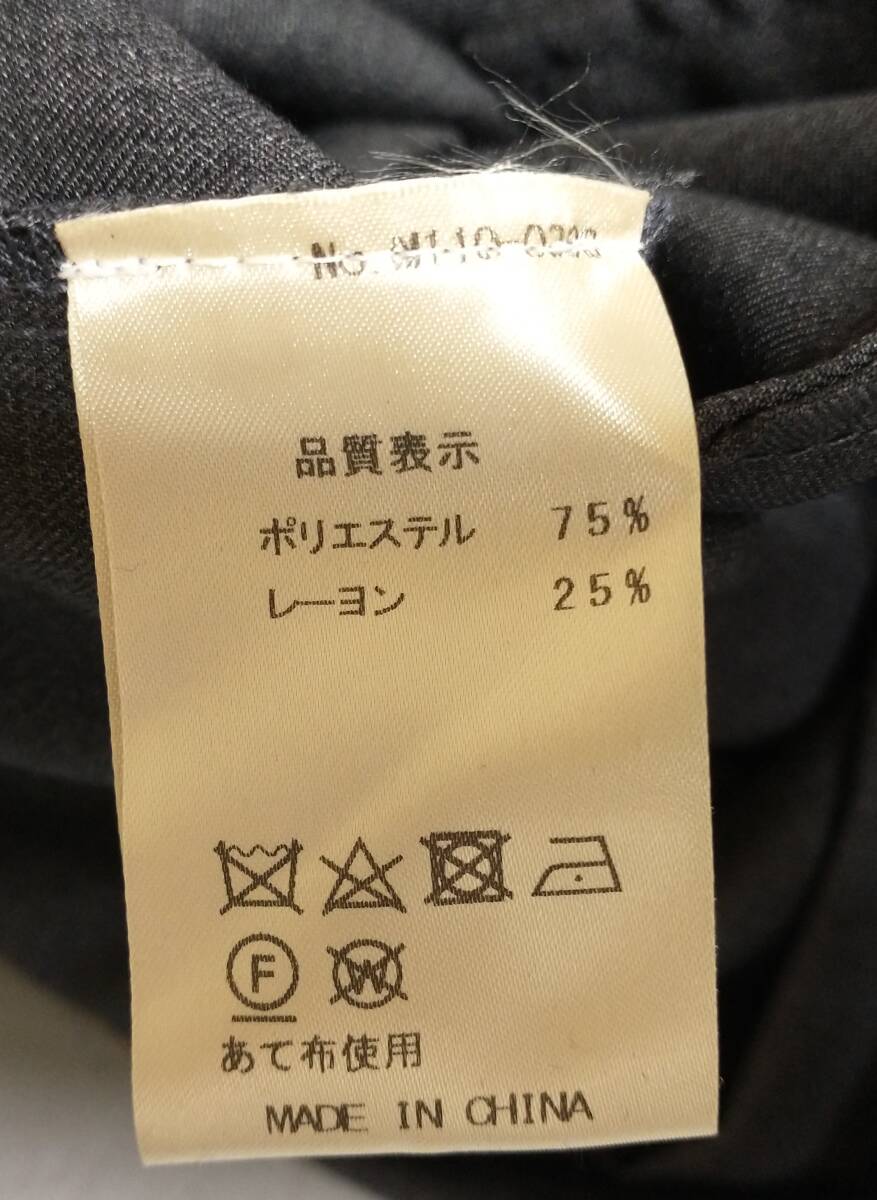 No.
品質表示
ポリエステル 75%
レーヨン 25%
F
W
あて布使用
MADE IN CHINA